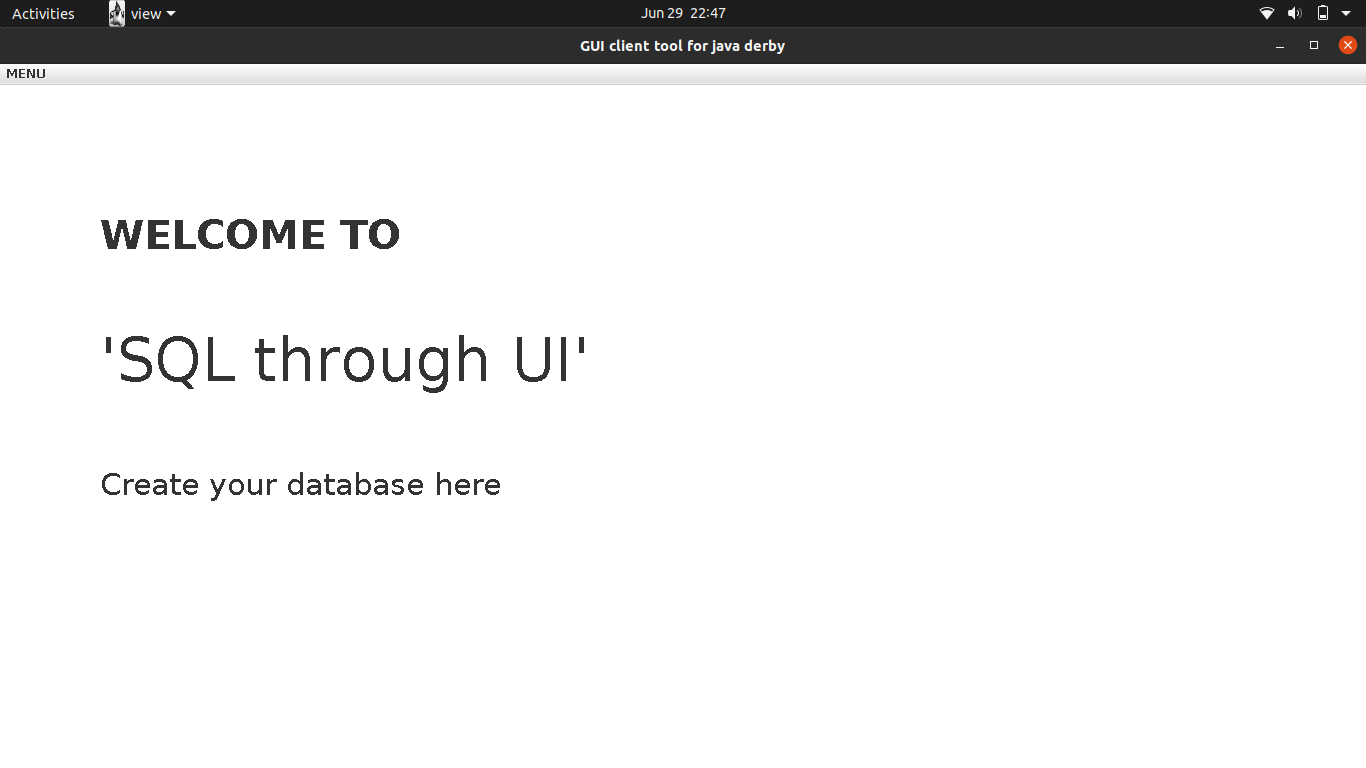 Activities view Jun 29 22:47
GUI client tool for java derby
MENU
WELCOME TO
'SQL through UI'
Create your database here